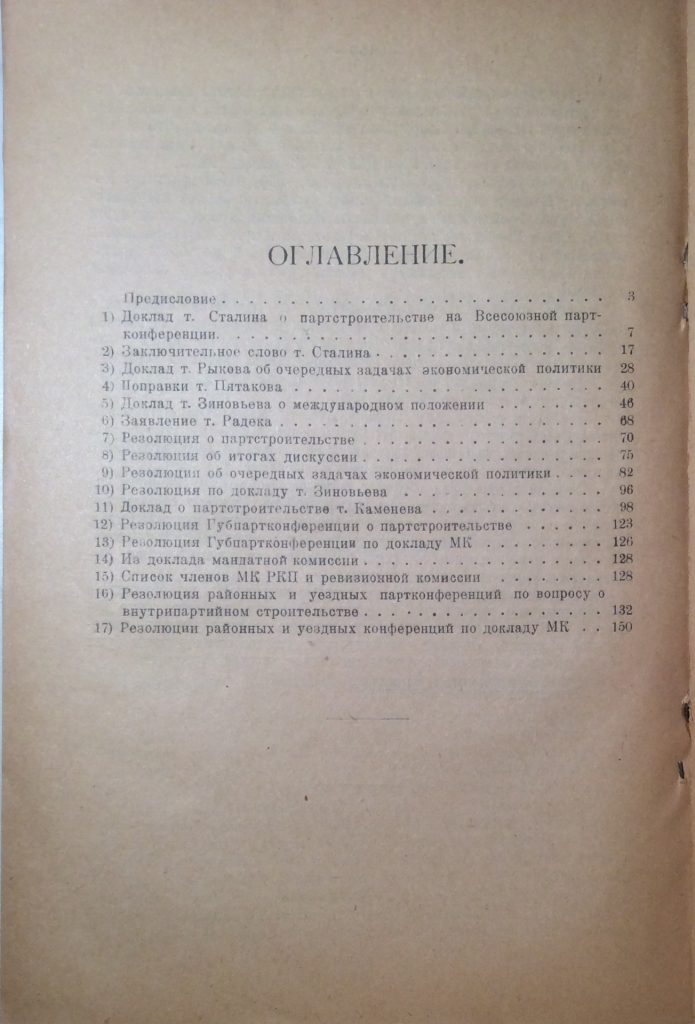 ОГЛАВЛЕНИЕ.
Предисловие . . . . . . . . . . . . . . . . . . . . . . . . . . . 3
1) Доклад т. Сталина о партстроительстве на Всесоюзной парт-
конференции. . . . . . . . . . . . . . . . . . . . . . . . . . . 7
2) Заключительное слово т. Сталина . . . . . . . . . . . . . . . . 17
3) Доклад т. Рыкова об очередных задачах экономической политики 28
4) Поправки т. Пятакова . . . . . . . . . . . . . . . . . . . . . . 40
5) Доклад т. Зиновьева о международном положении . . . . . . . . 46
6) Заявление т. Радека . . . . . . . . . . . . . . . . . . . . . . . 68
7) Резолюция о партстроительстве . . . . . . . . . . . . . . . . . 70
8) Резолюция об итогах дискуссии . . . . . . . . . . . . . . . . . 75
9) Резолюция об очередных задачах экономической политики . . . . 82
10) Резолюция по докладу т. Зиновьева . . . . . . . . . . . . . . 96
11) Доклад о партстроительстве т. Каменева . . . . . . . . . . . . 98
12) Резолюция Губпартконференции о партстроительстве . . . . . . 123
13) Резолюция Губпартконференции по докладу МК . . . . . . . . . 126
14) Из доклада мандатной комиссии . . . . . . . . . . . . . . . . 128
15) Список членов МК РКП и ревизионной комиссии . . . . . . . . 128
16) Резолюция районных и уездных партконференций по вопросу о
внутрипартийном строительстве . . . . . . . . . . . . . . . . . 132
17) Резолюции районных и уездных конференций по докладу МК . . 150